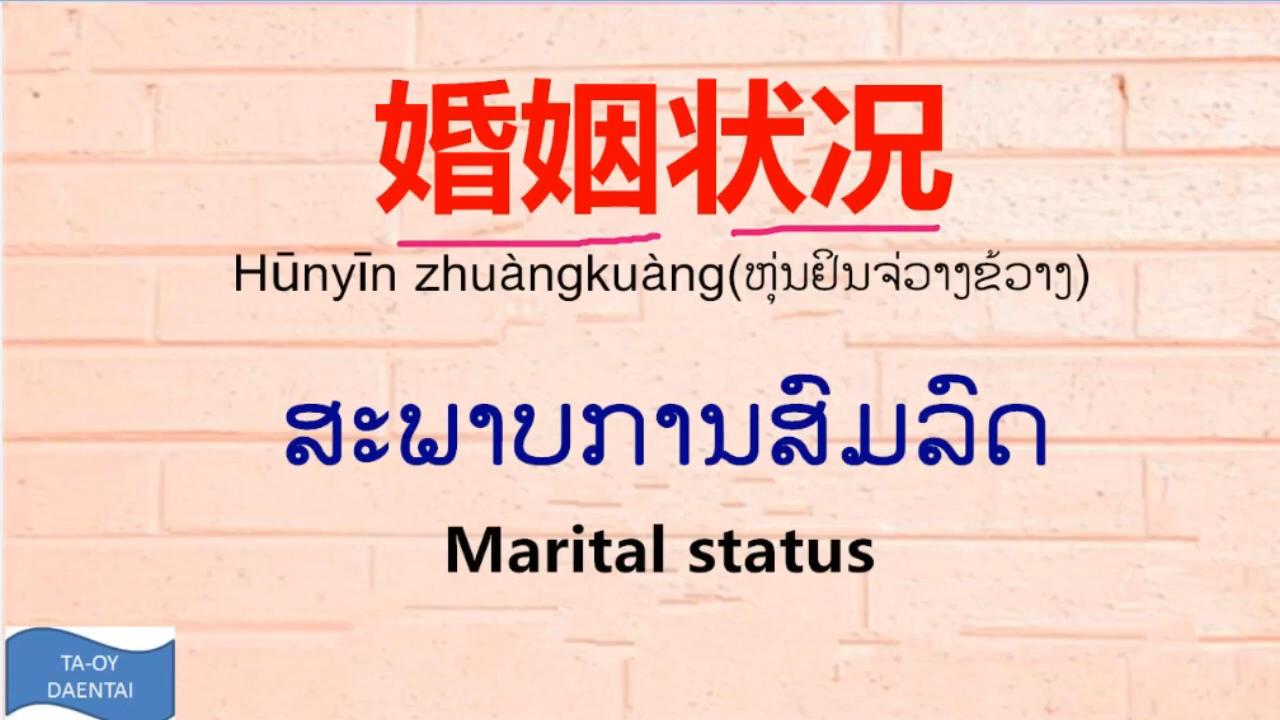 婚姻状况
Hūnyīn zhuàngkuàng(ຫຸ່ນຢິນຈ່ວາງຂ້ວາງ)
ສະພາບການສົມລົດ
Marital status
TA-OY
DAENTAI